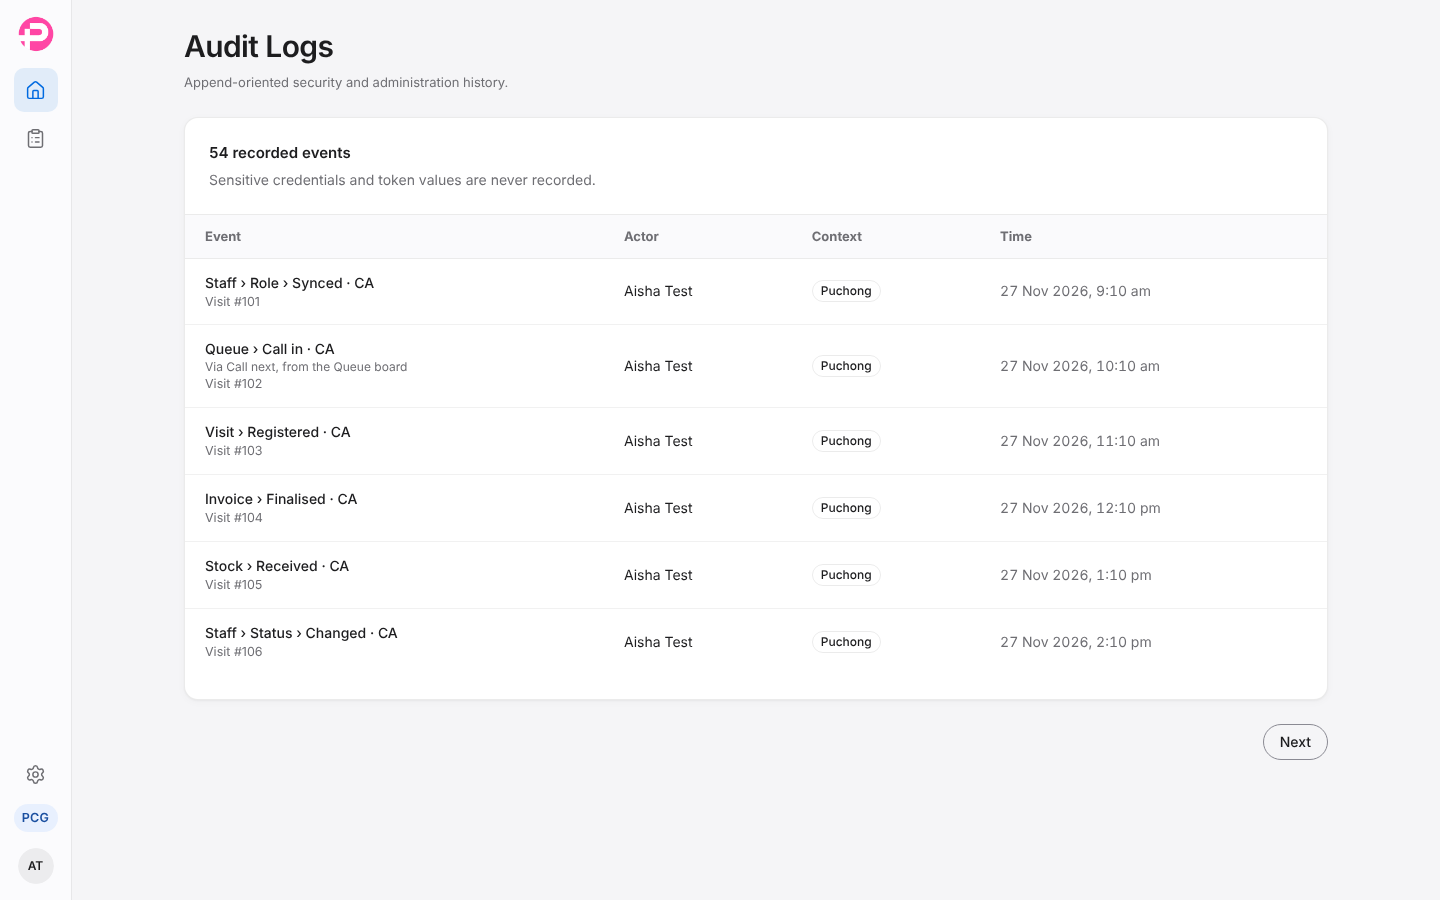 Audit Logs
Append-oriented security and administration history.
54 recorded events
Sensitive credentials and token values are never recorded.
Event Actor Context Time
Staff › Role › Synced · CA
Visit #101
Aisha Test Puchong 27 Nov 2026, 9:10 am
Queue › Call in · CA
Via Call next, from the Queue board
Visit #102
Aisha Test Puchong 27 Nov 2026, 10:10 am
Visit › Registered · CA
Visit #103
Aisha Test Puchong 27 Nov 2026, 11:10 am
Invoice › Finalised · CA
Visit #104
Aisha Test Puchong 27 Nov 2026, 12:10 pm
Stock › Received · CA
Visit #105
Aisha Test Puchong 27 Nov 2026, 1:10 pm
Staff › Status › Changed · CA
Visit #106
Aisha Test Puchong 27 Nov 2026, 2:10 pm
Next
PCG
AT